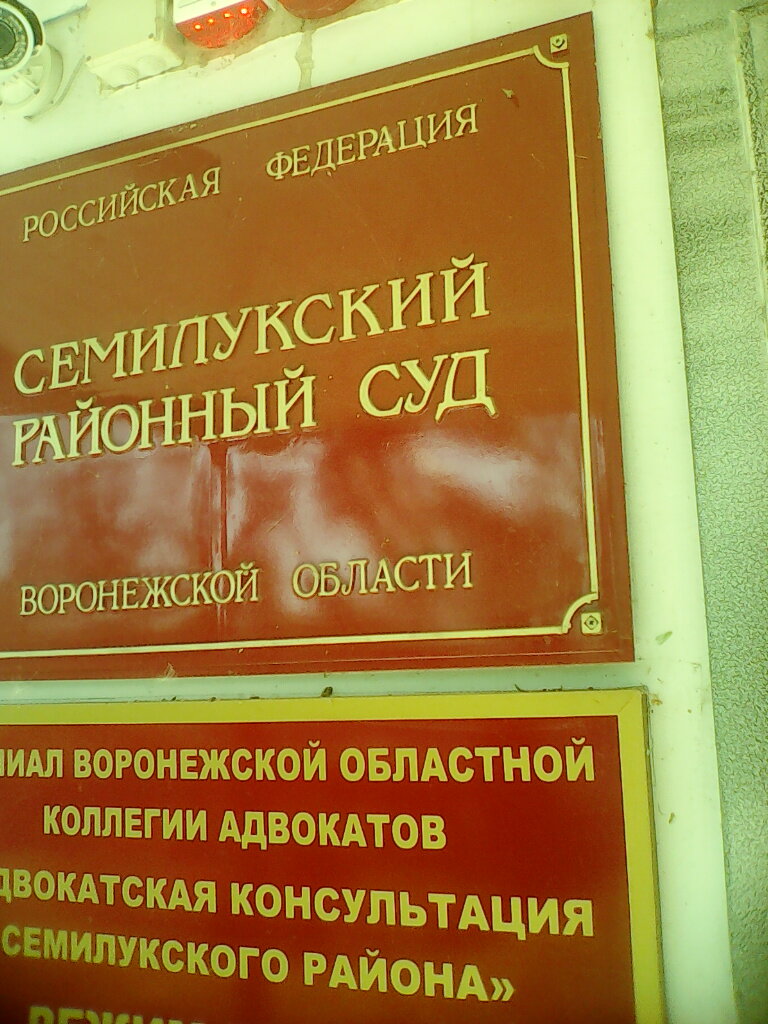 РОССИЙСКАЯ ФЕДЕРАЦИЯ
СЕМИЛУКСКИЙ
РАЙОННЫЙ СУД
ВОРОНЕЖСКОЙ ОБЛАСТИ
ВОРОНЕЖСКОЙ ОБЛАСТНОЙ
КОЛЛЕГИИ АДВОКАТОВ
КОНСУЛЬТАЦИЯ
СЕМИЛУКСКОГО РАЙОНА»